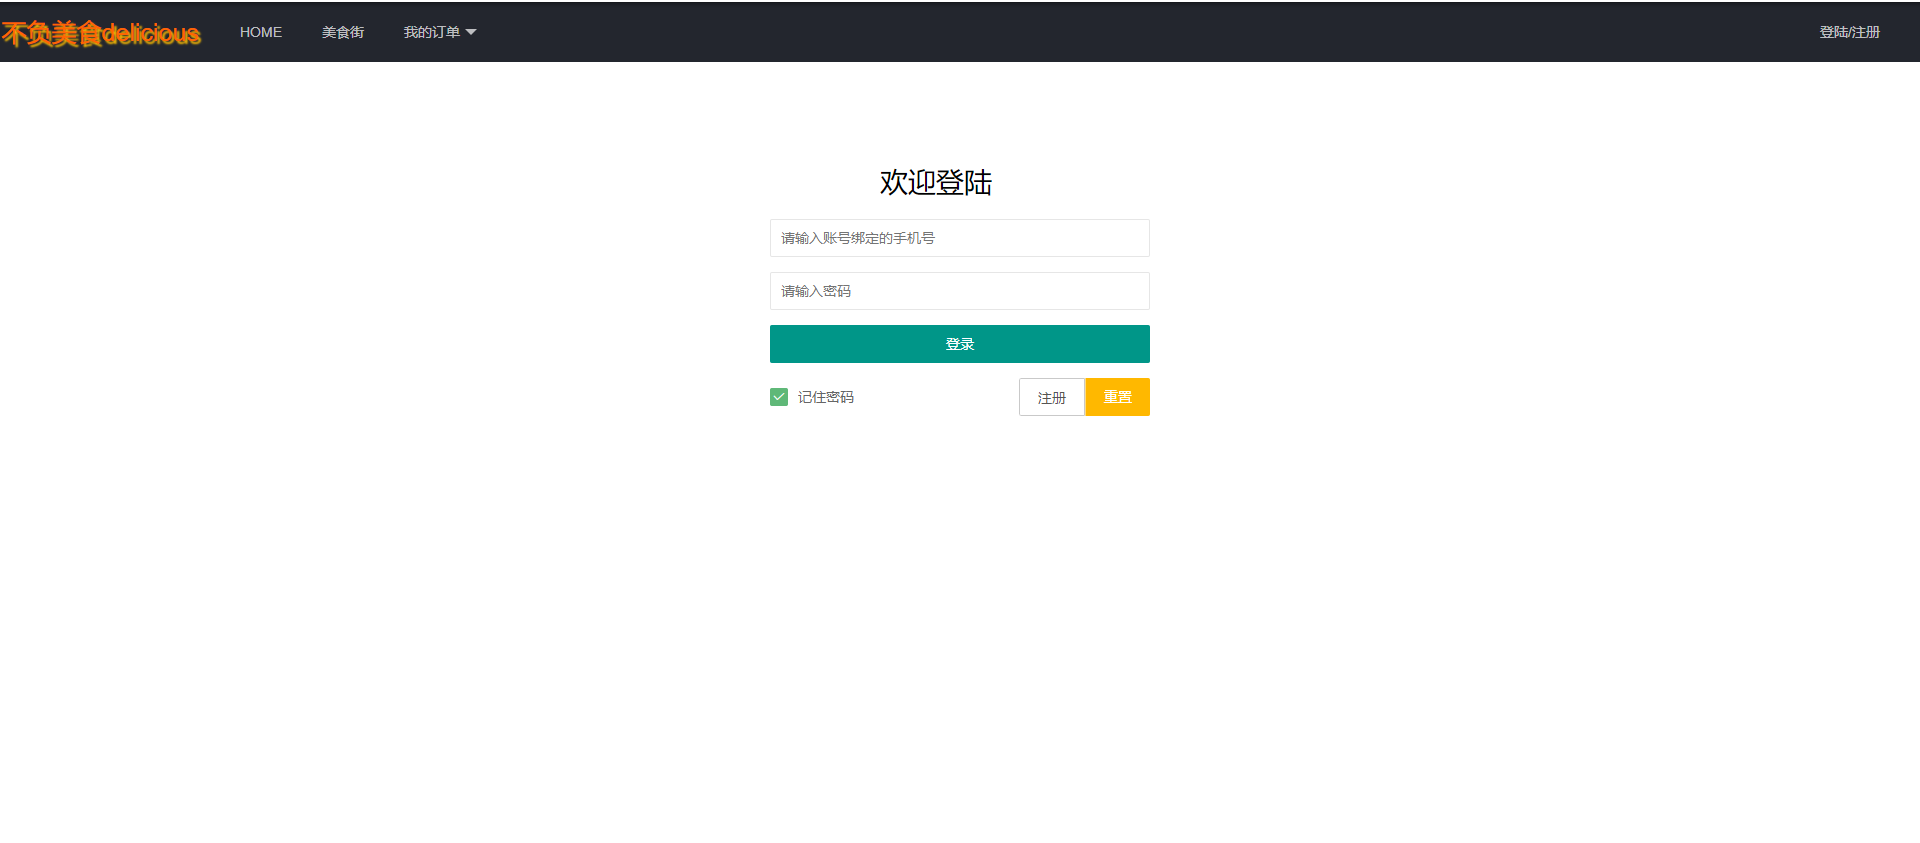 不负美食delicious HOME 美食街 我的订单 登陆/注册
欢迎登陆
请输入账号绑定的手机号
请输入密码
登录
记住密码 注册 重置